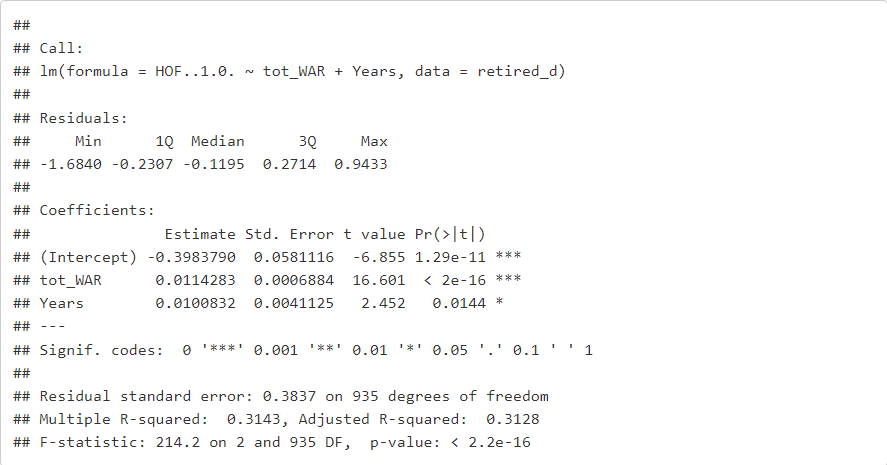 ##
## Call:
## lm(formula = HOF..1.0. ~ tot_WAR + Years, data = retired_d)
##
## Residuals:
##     Min      1Q  Median      3Q     Max
## -1.6840 -0.2307 -0.1195  0.2714  0.9433
##
## Coefficients:
##               Estimate Std. Error t value Pr(>|t|)
## (Intercept) -0.3983790  0.0581116  -6.855 1.29e-11 ***
## tot_WAR      0.0114283  0.0006884  16.601  < 2e-16 ***
## Years        0.0100832  0.0041125   2.452   0.0144 *
## ---
## Signif. codes:  0 '***' 0.001 '**' 0.01 '*' 0.05 '.' 0.1 ' ' 1
##
## Residual standard error: 0.3837 on 935 degrees of freedom
## Multiple R-squared:  0.3143, Adjusted R-squared:  0.3128
## F-statistic: 214.2 on 2 and 935 DF,  p-value: < 2.2e-16